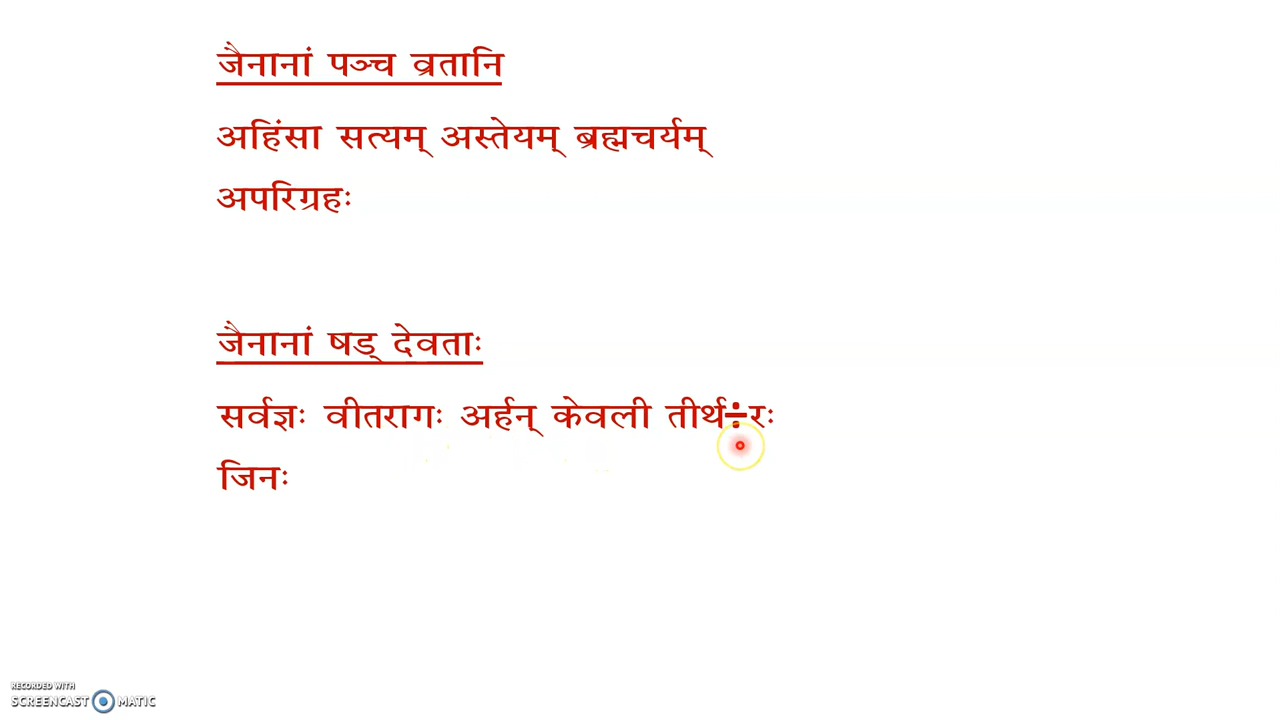 जैनानां पञ्च व्रतानि
अहिंसा सत्यम् अस्तेयम् ब्रह्मचर्यम्
अपरिग्रहः
जैनानां षड् देवताः
सर्वज्ञः वीतरागः अर्हन् केवली तीर्थ÷रः
जिनः
RECORDED WITH
SCREENCAST MATIC